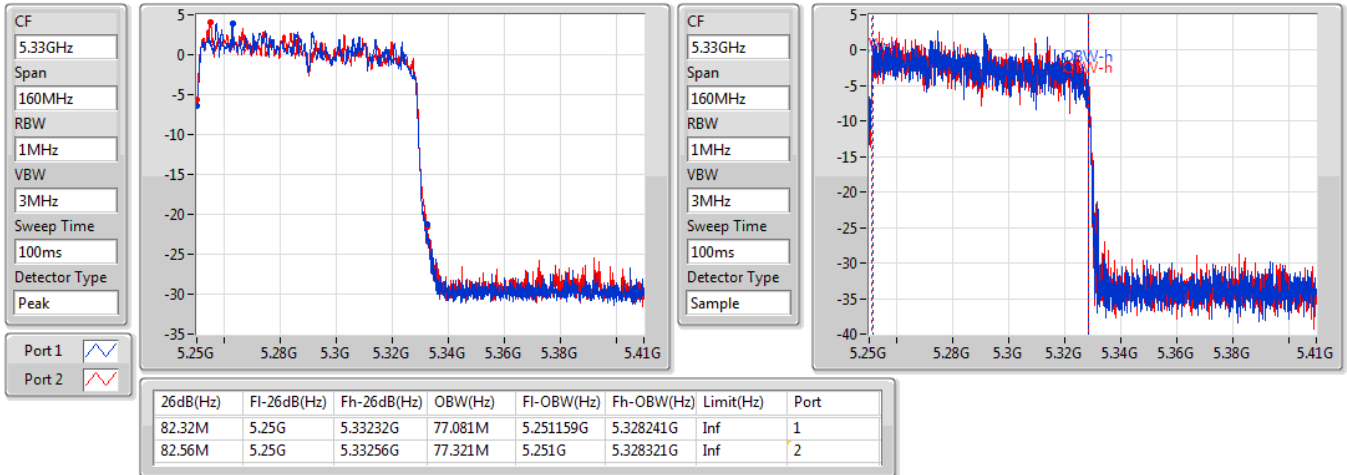 CF
5.33GHz
Span
160MHz
RBW
1MHz
VBW
3MHz
Sweep Time
100ms
Detector Type
Peak
Port 1
Port 2
5
0
-5
-10
-15
-20
-25
-30
-35
5.25G 5.28G 5.3G 5.32G 5.34G 5.36G 5.38G 5.41G
CF
5.33GHz
Span
160MHz
RBW
1MHz
VBW
3MHz
Sweep Time
100ms
Detector Type
Sample
5
0
-5
-10
-15
-20
-25
-30
-35
-40
OBW-h
OBW-h
5.25G 5.28G 5.3G 5.32G 5.34G 5.36G 5.38G 5.41G
26dB(Hz) Fl-26dB(Hz) Fh-26dB(Hz) OBW(Hz) Fl-OBW(Hz) Fh-OBW(Hz) Limit(Hz) Port
82.32M 5.25G 5.33232G 77.081M 5.251159G 5.328241G Inf 1
82.56M 5.25G 5.33256G 77.321M 5.251G 5.328321G Inf 2